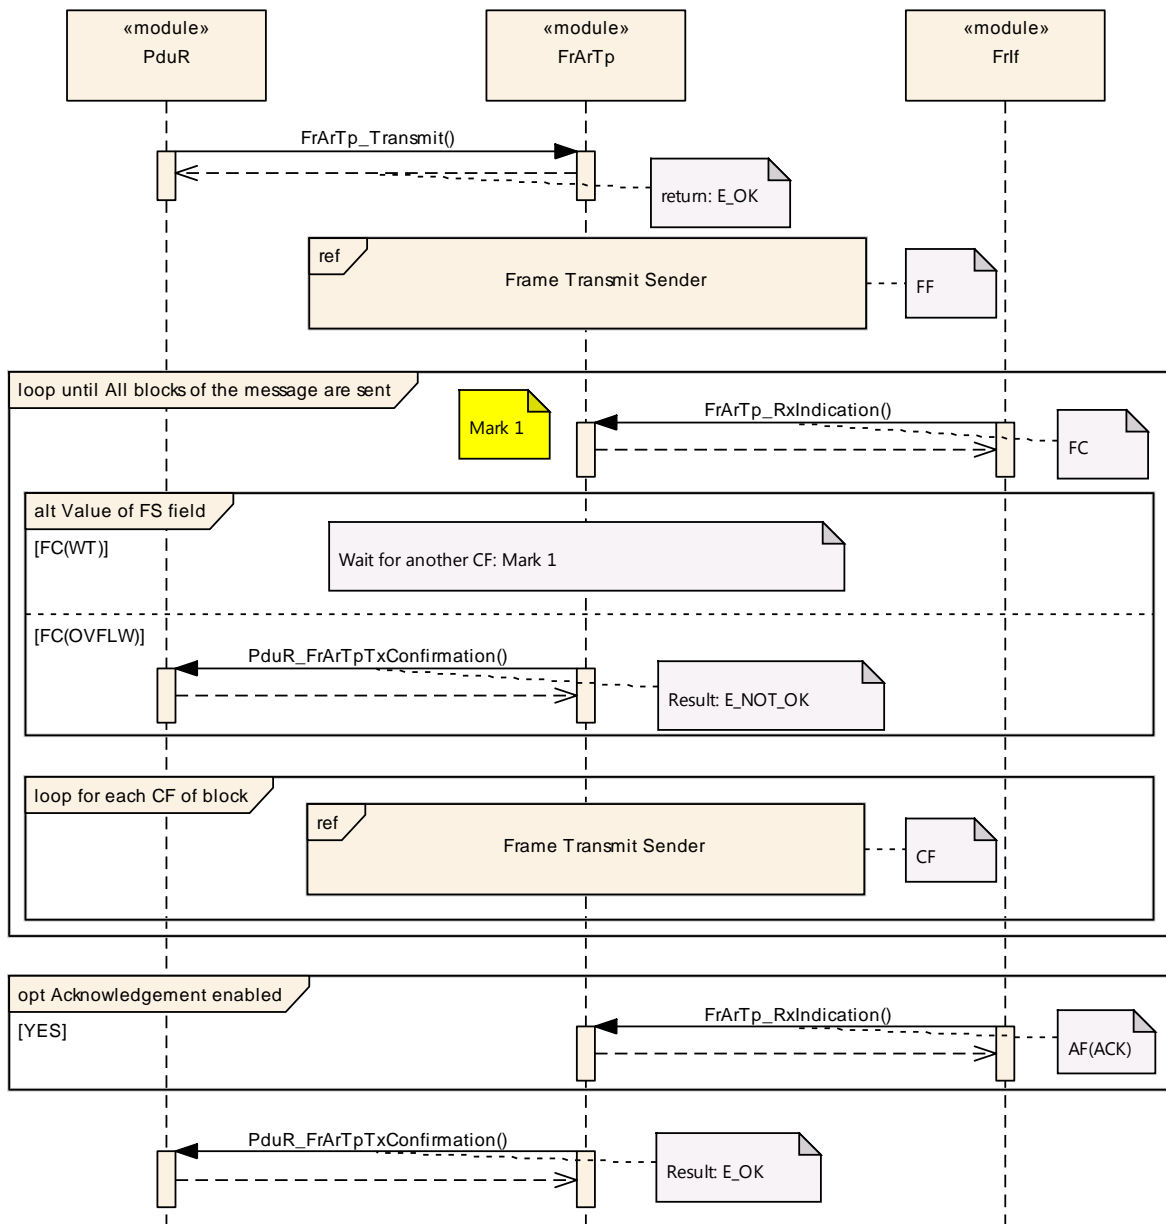 «module»
PduR
«module»
FrArTp
«module»
FrIf
FrArTp_Transmit()
return: E_OK
ref
Frame Transmit Sender
FF
loop until All blocks of the message are sent
Mark 1
FrArTp_RxIndication()
FC
alt Value of FS field
[FC(WT)]
Wait for another CF: Mark 1
[FC(OVFLW)]
PduR_FrArTpTxConfirmation()
Result: E_NOT_OK
loop for each CF of block
ref
Frame Transmit Sender
CF
opt Acknowledgement enabled
[YES]
FrArTp_RxIndication()
AF(ACK)
PduR_FrArTpTxConfirmation()
Result: E_OK